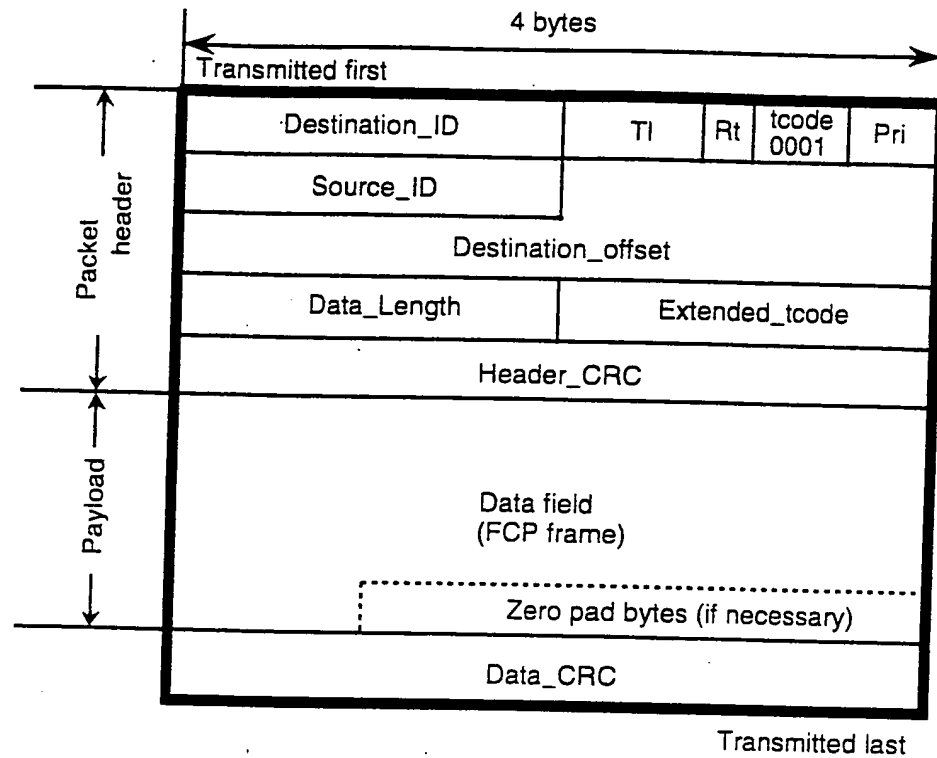 4 bytes
Transmitted first
Destination_ID
TI
Rt
tcode
0001
Pri
Source_ID
Destination_offset
Data_Length
Extended_tcode
Header_CRC
Packet
header
Payload
Data field
(FCP frame)
Zero pad bytes (if necessary)
Data_CRC
Transmitted last